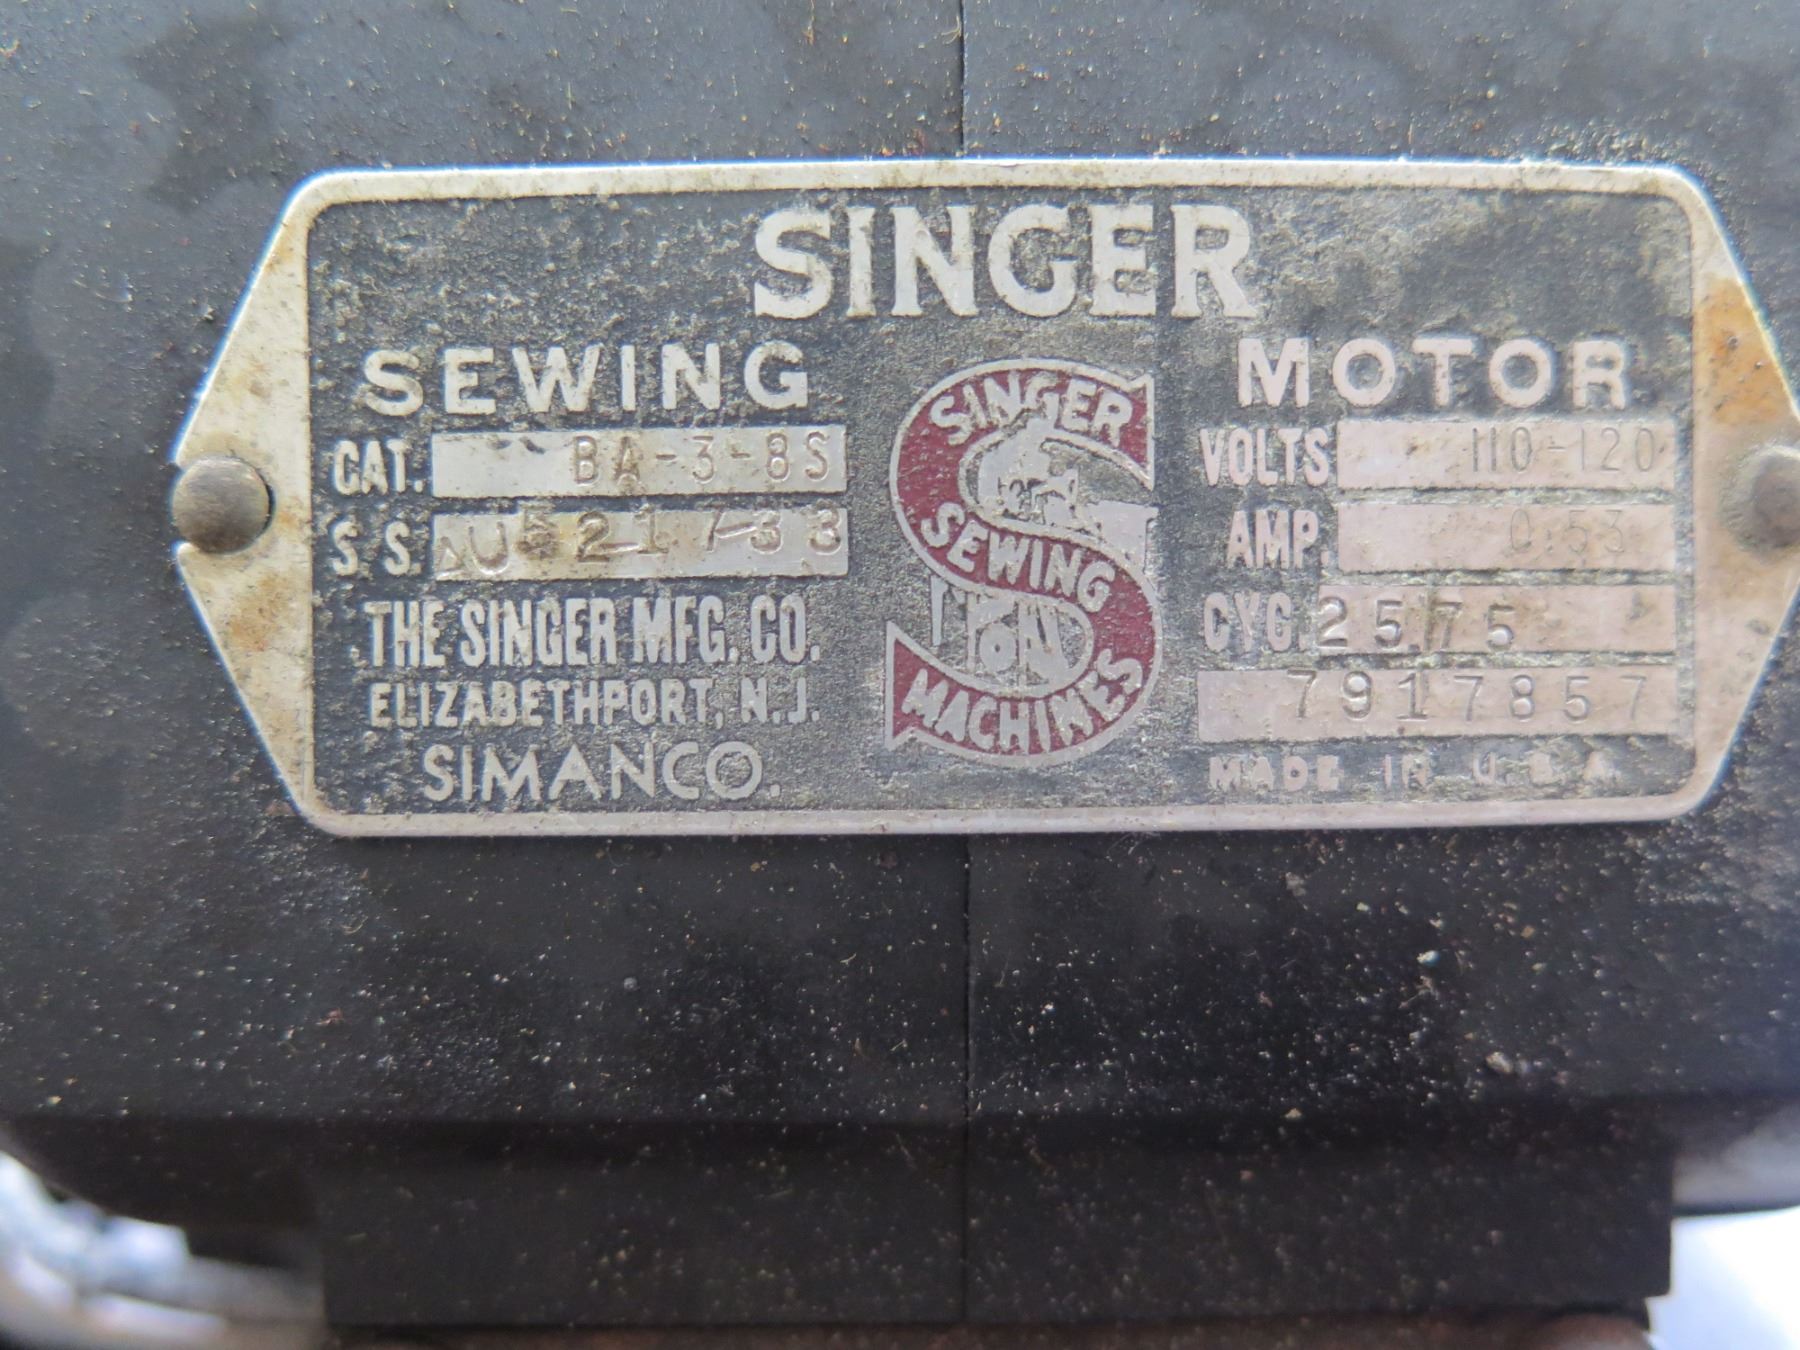 SINGER
SEWING MOTOR
CAT. BA-3-8S
S. S.
THE SINGER MFG. CO.
ELIZABETHPORT, N.J.
SIMANCO.
SINGER
SEWING
MACHINES
VOLTS 110-120
AMP. 0.53
CYC. 25.75
7917857
MADE IN U.S.A.